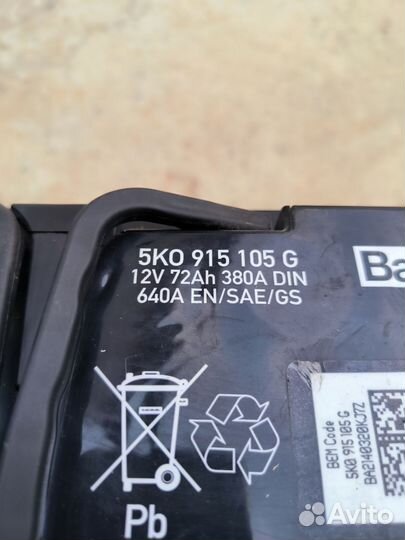 5K0 915 105 G
12V 72Ah 380A DIN
640A EN/SAE/GS
Ba
Pb
BEM Code
5K0 915 105 G
BA2140320KJ7Z
Avito